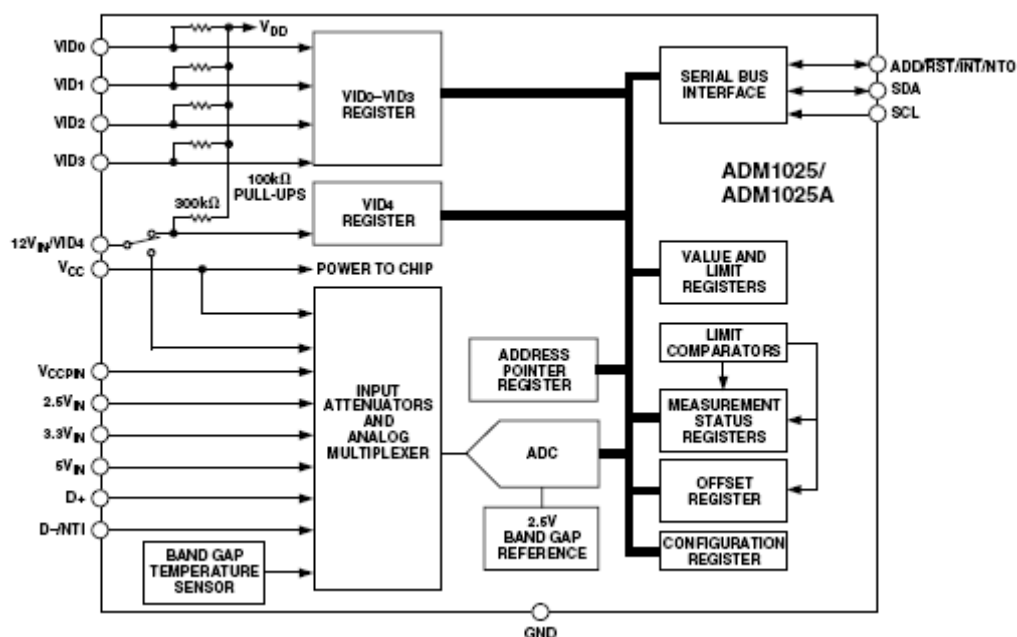 VID0
VID1
VID2
VID3
12VIN/VID4
VCC
VCCPIN
2.5VIN
3.3VIN
5VIN
D+
D–/NTI
VDD
100kΩ
PULL-UPS
300kΩ
VID0–VID3
REGISTER
VID4
REGISTER
POWER TO CHIP
INPUT
ATTENUATORS
AND
ANALOG
MULTIPLEXER
BAND GAP
TEMPERATURE
SENSOR
ADDRESS
POINTER
REGISTER
ADC
2.5V
BAND GAP
REFERENCE
SERIAL BUS
INTERFACE
ADD/RST/INT/NTO
SDA
SCL
ADM1025/
ADM1025A
VALUE AND
LIMIT
REGISTERS
LIMIT
COMPARATORS
MEASUREMENT
STATUS
REGISTERS
OFFSET
REGISTER
CONFIGURATION
REGISTER
GND